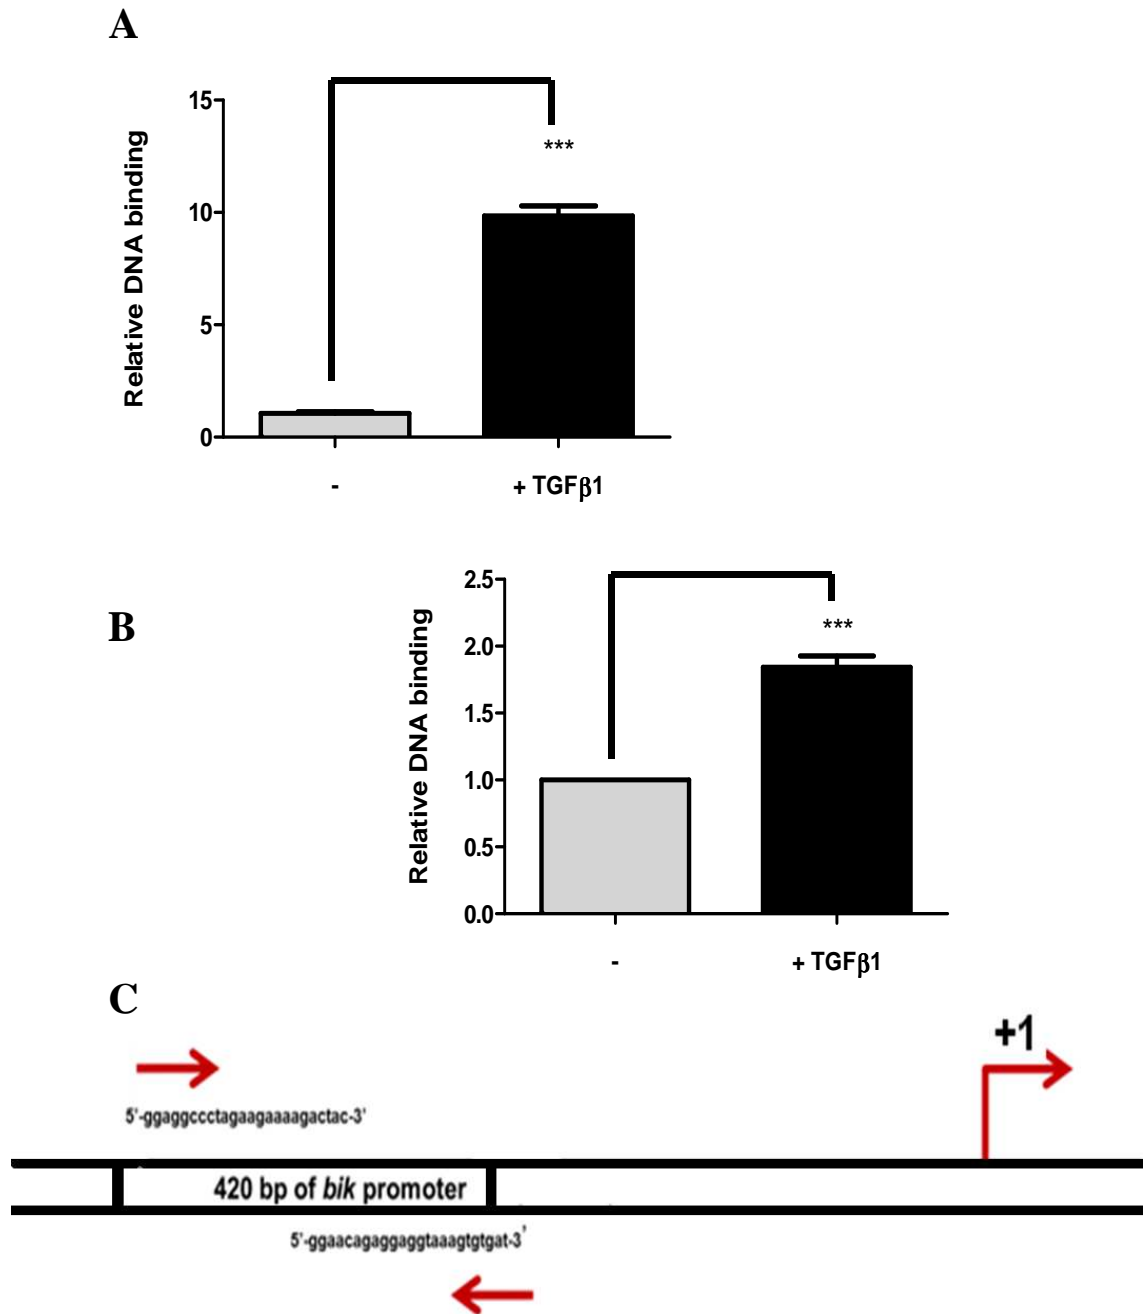 A
Relative DNA binding
15
10
5
0
***
-
+ TGFβ1
B
Relative DNA binding
2.5
2.0
1.5
1.0
0.5
0.0
***
-
+ TGFβ1
C
+1
5'-ggaggccctagaagaaaagactac-3'
420 bp of bik promoter
5'-ggaacagaggaggtaaagtgtgat-3'